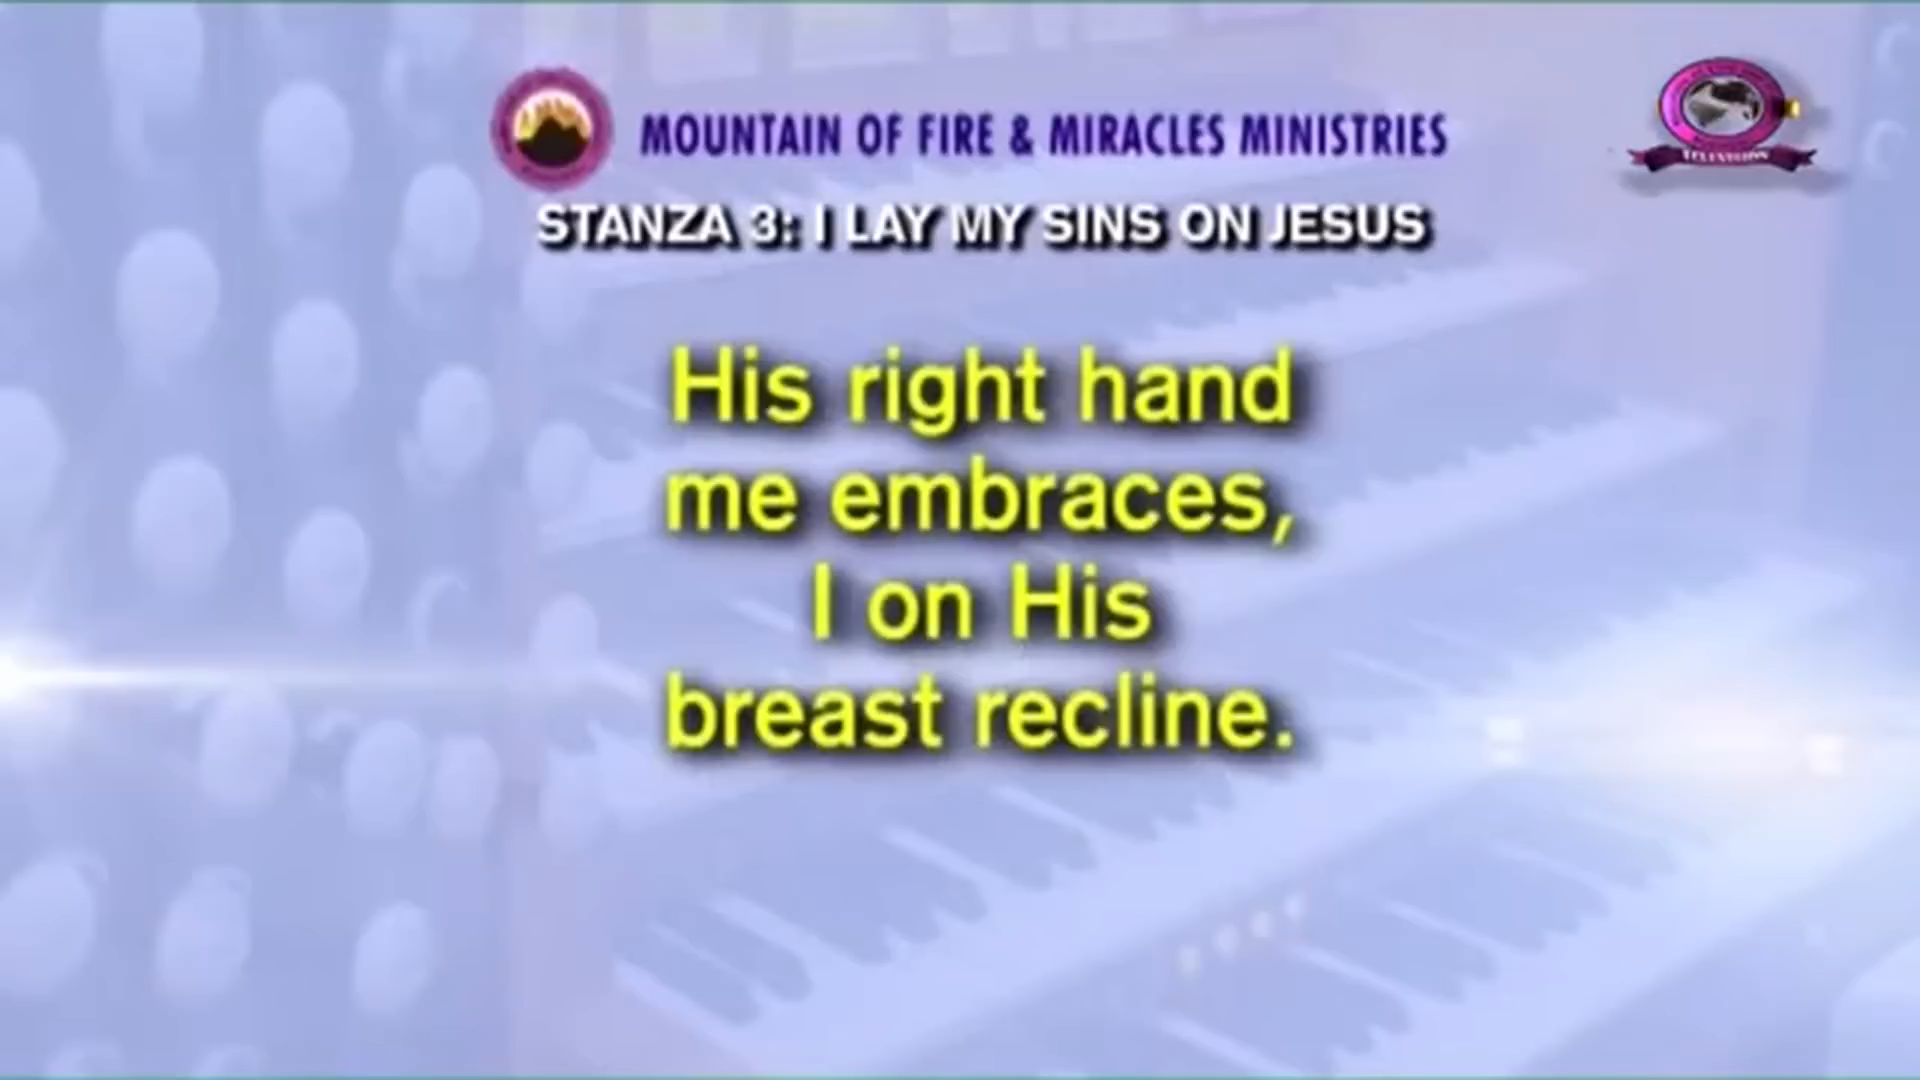 MOUNTAIN OF FIRE & MIRACLES MINISTRIES
TELEVISION
STANZA 3: I LAY MY SINS ON JESUS
His right hand
me embraces,
I on His
breast recline.